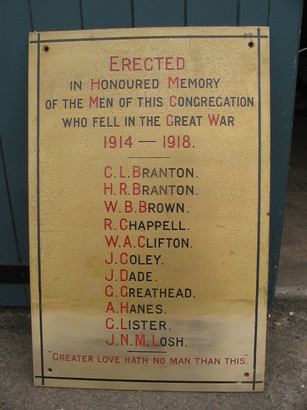 ERECTED
IN HONOURED MEMORY
OF THE MEN OF THIS CONGREGATION
WHO FELL IN THE GREAT WAR
1914 — 1918.
C. L. BRANTON.
H. R. BRANTON.
W. B. BROWN.
R. CHAPPELL.
W. A. CLIFTON.
J. COLEY.
J. DADE.
G. GREATHEAD.
A. HANES.
G. LISTER.
J. N. M. LOSH.
"GREATER LOVE HATH NO MAN THAN THIS."